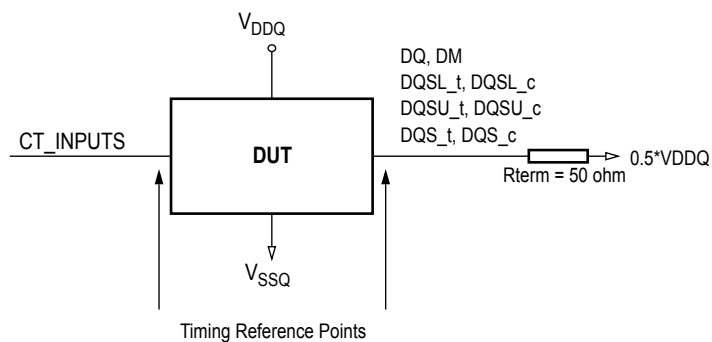 VDDQ
DQ, DM
DQSL_t, DQSL_c
DQSU_t, DQSU_c
DQS_t, DQS_c
CT_INPUTS
DUT
0.5*VDDQ
Rterm = 50 ohm
VSSQ
Timing Reference Points